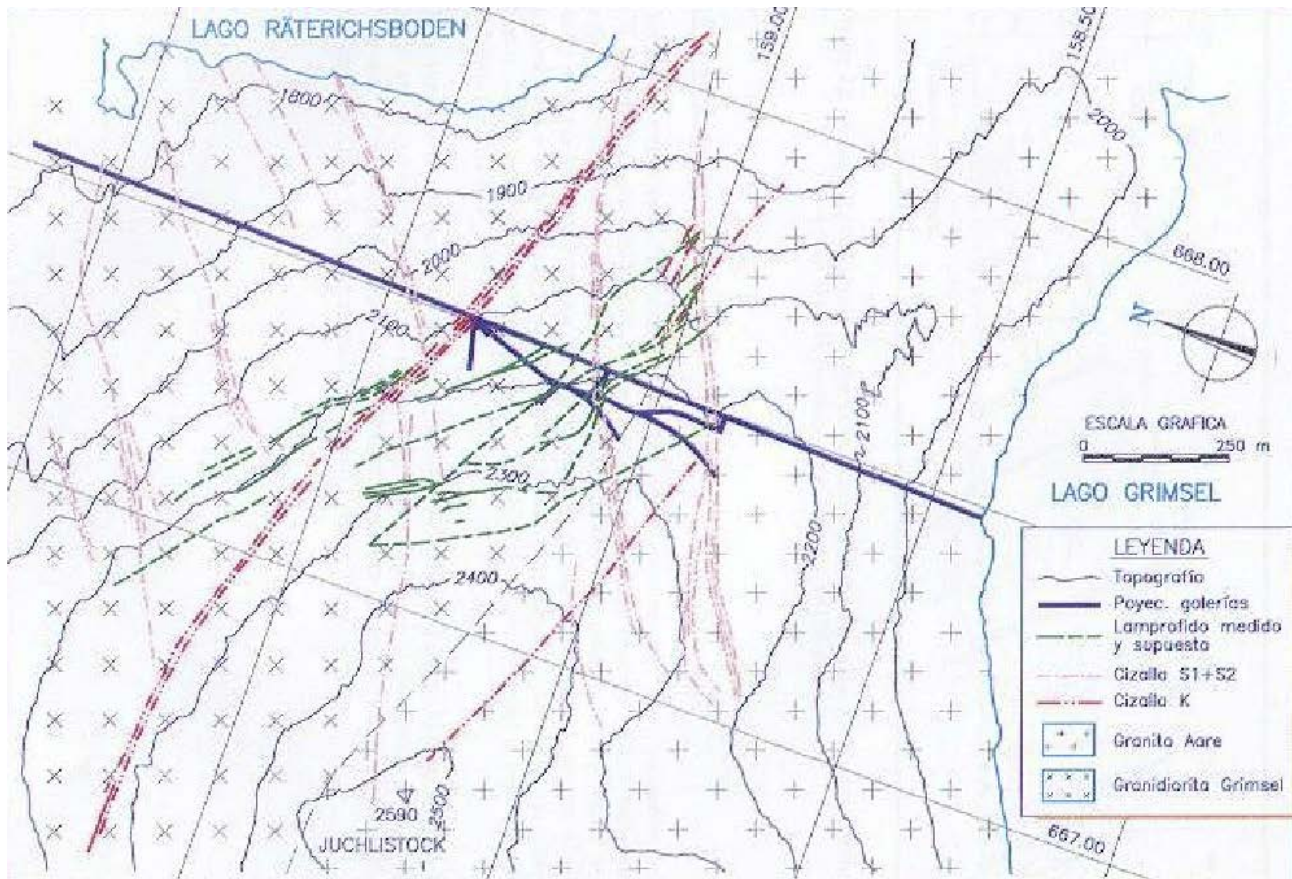 LAGO RÄTERICHSBODEN
159.00
158.50
1800
2000
1900
2000
668.00
2100
N
ESCALA GRAFICA
0 250 m
2100
LAGO GRIMSEL
2300
2200
2400
LEYENDA
Topografío
Poyec. galeríos
Lamprofido medido
y supuesto
Cizalla S1+S2
Cizalla K
Granito Aare
Granidiorita Grimsel
2500
2590
JUCHLISTOCK
667.00